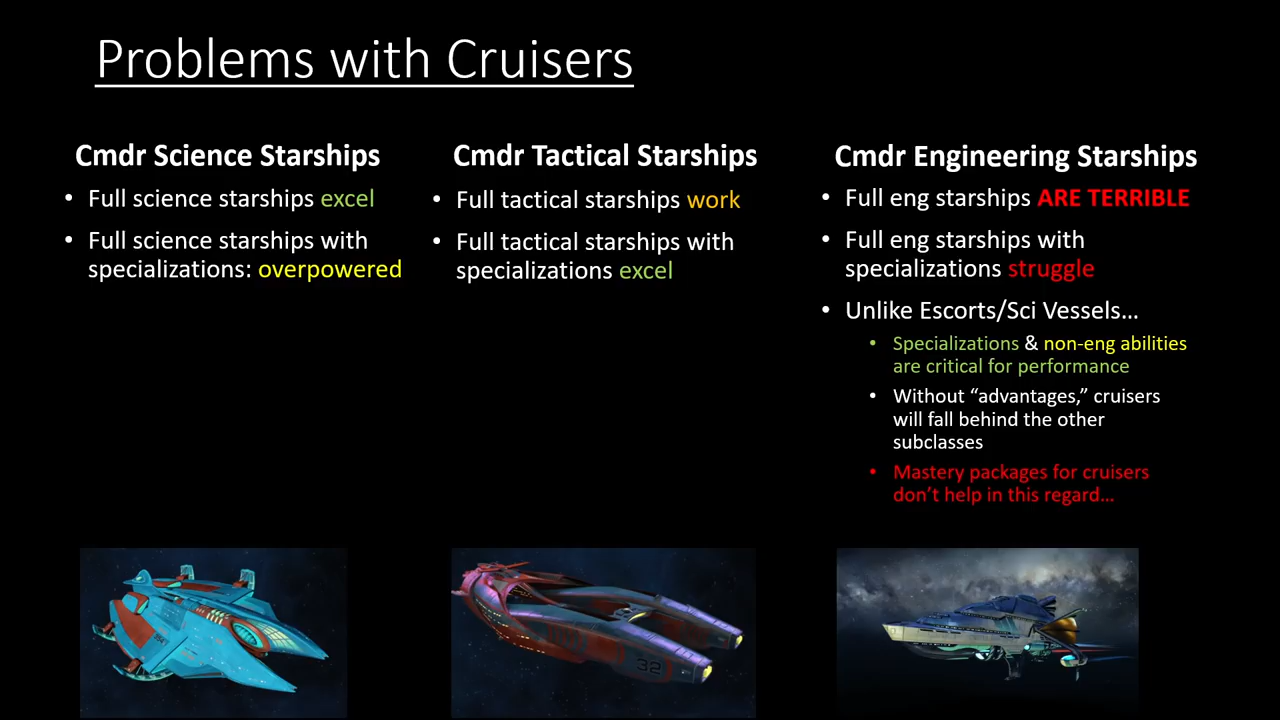 Problems with Cruisers
Cmdr Science Starships
• Full science starships excel
• Full science starships with
specializations: overpowered
Cmdr Tactical Starships
• Full tactical starships work
• Full tactical starships with
specializations excel
Cmdr Engineering Starships
• Full eng starships ARE TERRIBLE
• Full eng starships with
specializations struggle
• Unlike Escorts/Sci Vessels…
• Specializations & non-eng abilities
are critical for performance
• Without “advantages,” cruisers
will fall behind the other
subclasses
• Mastery packages for cruisers
don’t help in this regard…
32